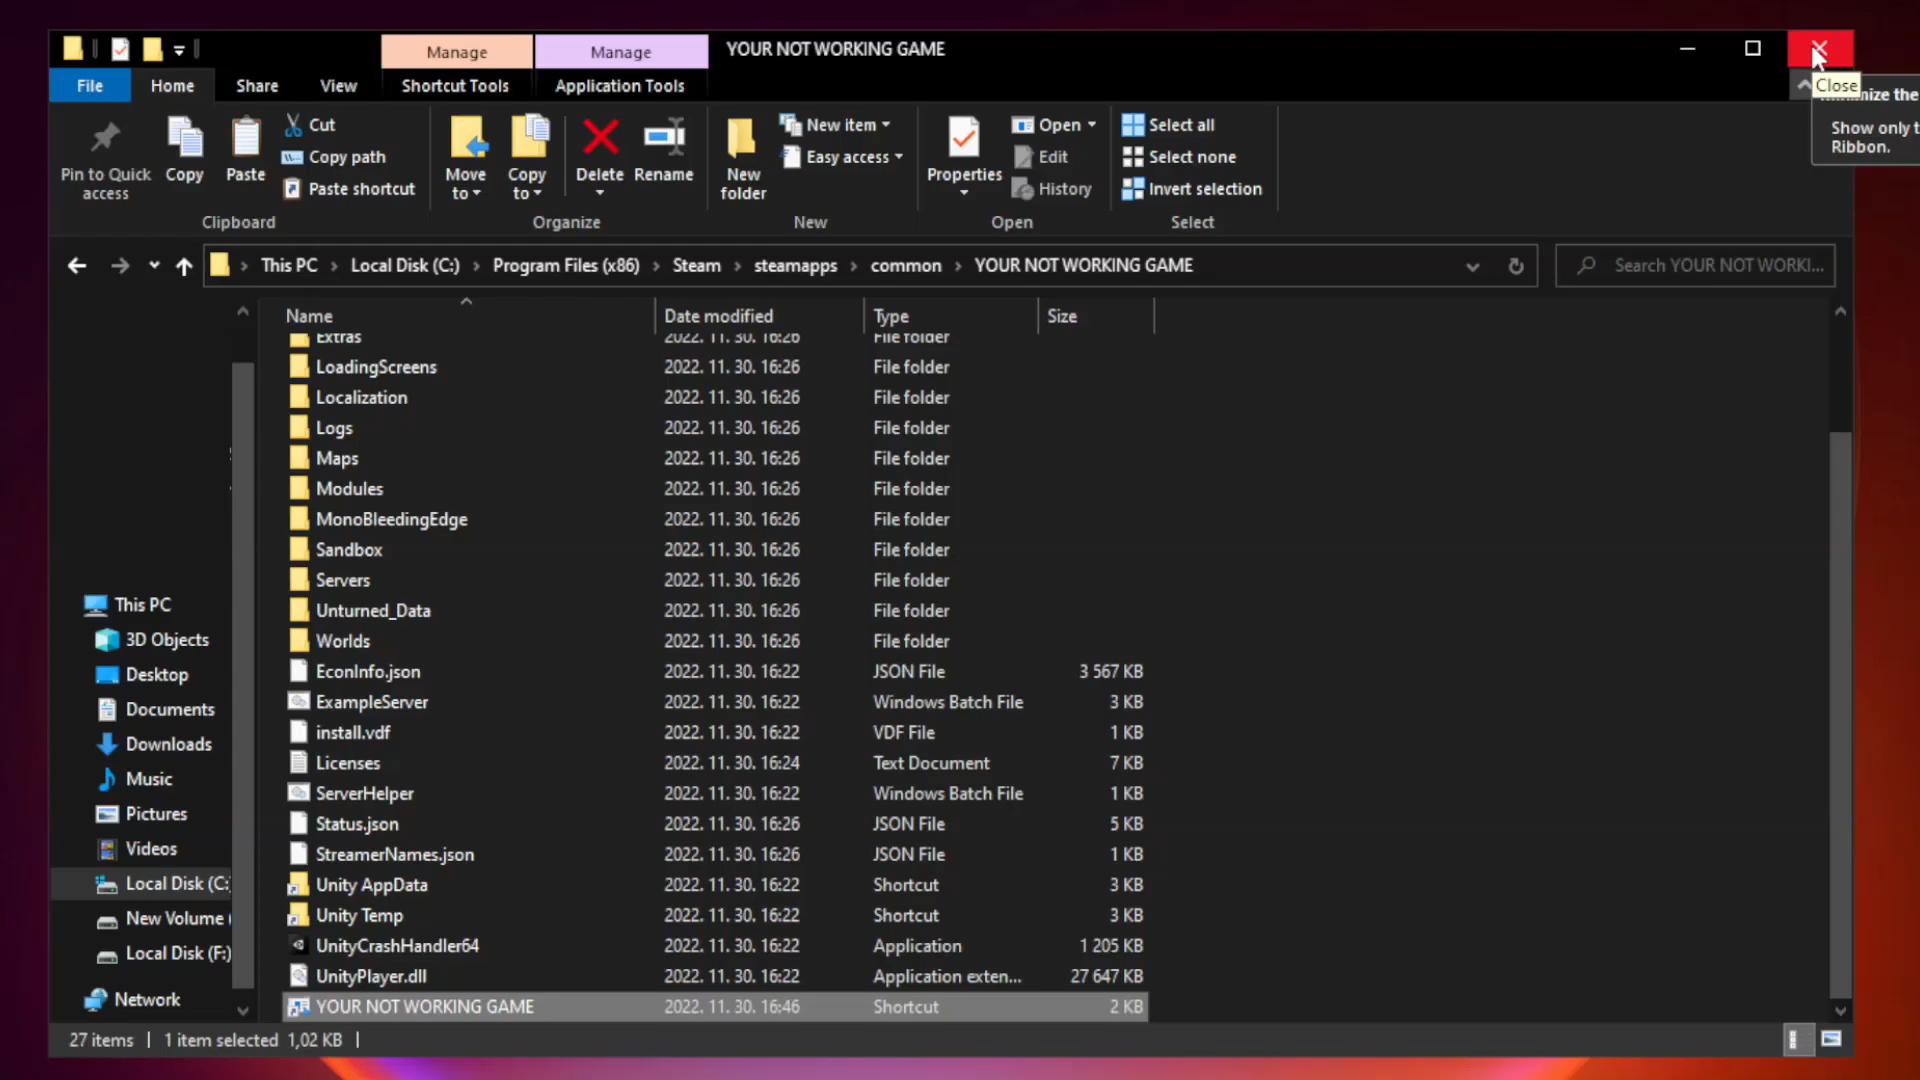 Manage
Manage
YOUR NOT WORKING GAME
File
Home
Share
View
Shortcut Tools
Application Tools
Close
the
Show only t
Ribbon.
Pin to Quick access
Copy
Paste
Cut
Copy path
Paste shortcut
Clipboard
Move to
Copy to
Delete
Rename
Organize
New folder
New item
Easy access
New
Properties
Open
Edit
History
Open
Select all
Select none
Invert selection
Select
This PC > Local Disk (C:) > Program Files (x86) > Steam > steamapps > common > YOUR NOT WORKING GAME
Search YOUR NOT WORKI...
Name Date modified Type Size
Extras 2022. 11. 30. 16:26 File folder
LoadingScreens 2022. 11. 30. 16:26 File folder
Localization 2022. 11. 30. 16:26 File folder
Logs 2022. 11. 30. 16:26 File folder
Maps 2022. 11. 30. 16:26 File folder
Modules 2022. 11. 30. 16:26 File folder
MonoBleedingEdge 2022. 11. 30. 16:26 File folder
Sandbox 2022. 11. 30. 16:26 File folder
Servers 2022. 11. 30. 16:26 File folder
Unturned_Data 2022. 11. 30. 16:26 File folder
Worlds 2022. 11. 30. 16:26 File folder
EconInfo.json 2022. 11. 30. 16:22 JSON File 3 567 KB
ExampleServer 2022. 11. 30. 16:22 Windows Batch File 3 KB
install.vdf 2022. 11. 30. 16:22 VDF File 1 KB
Licenses 2022. 11. 30. 16:24 Text Document 7 KB
ServerHelper 2022. 11. 30. 16:22 Windows Batch File 1 KB
Status.json 2022. 11. 30. 16:26 JSON File 5 KB
StreamerNames.json 2022. 11. 30. 16:26 JSON File 1 KB
Unity AppData 2022. 11. 30. 16:22 Shortcut 3 KB
Unity Temp 2022. 11. 30. 16:22 Shortcut 3 KB
UnityCrashHandler64 2022. 11. 30. 16:22 Application 1 205 KB
UnityPlayer.dll 2022. 11. 30. 16:22 Application exten... 27 647 KB
YOUR NOT WORKING GAME 2022. 11. 30. 16:46 Shortcut 2 KB
This PC
3D Objects
Desktop
Documents
Downloads
Music
Pictures
Videos
Local Disk (C:)
New Volume (
Local Disk (F:)
Network
27 items
1 item selected 1,02 KB